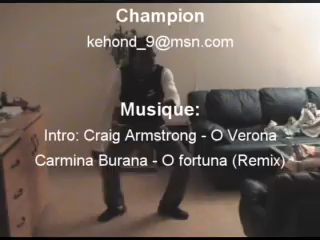 Champion
kehond_9@msn.com
Musique:
Intro: Craig Armstrong - O Verona
Carmina Burana - O fortuna (Remix)